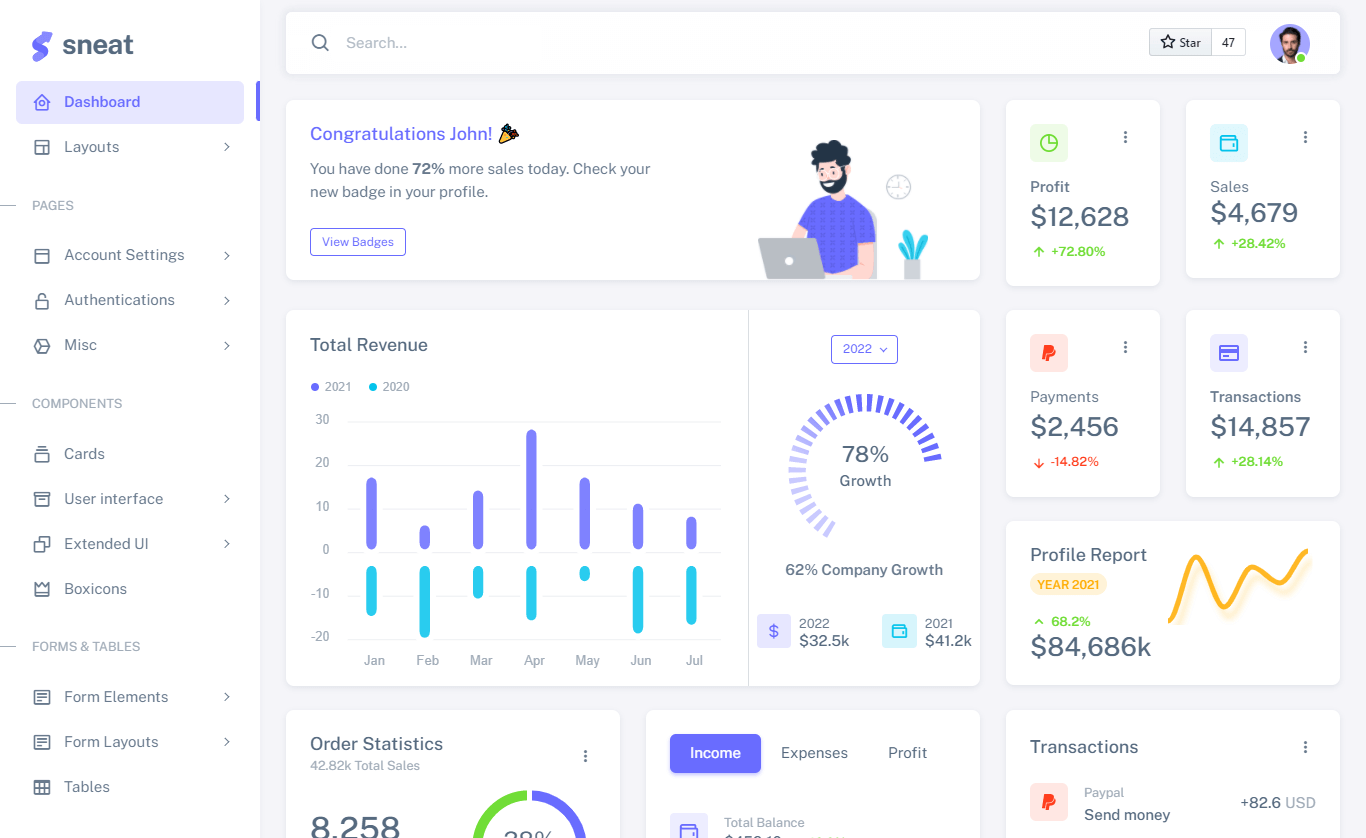 sneat
Dashboard
Layouts
PAGES
Account Settings
Authentications
Misc
COMPONENTS
Cards
User interface
Extended UI
Boxicons
FORMS & TABLES
Form Elements
Form Layouts
Tables
Search...
Star
47
Congratulations John!
You have done 72% more sales today. Check your
new badge in your profile.
View Badges
Profit
$12,628
+72.80%
Sales
$4,679
+28.42%
Total Revenue
2021
2020
30
20
10
0
-10
-20
Jan Feb Mar Apr May Jun Jul
2022
78%
Growth
62% Company Growth
2022
$32.5k
2021
$41.2k
Payments
$2,456
-14.82%
Transactions
$14,857
+28.14%
Profile Report
YEAR 2021
68.2%
$84,686k
Order Statistics
42.82k Total Sales
8,258
38%
Income Expenses Profit
Total Balance
Transactions
Paypal
Send money
+82.6 USD